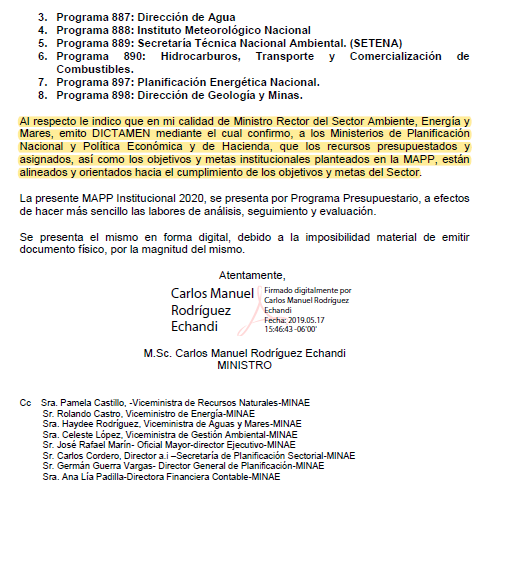 3. Programa 887: Dirección de Agua
4. Programa 888: Instituto Meteorológico Nacional
5. Programa 889: Secretaría Técnica Nacional Ambiental. (SETENA)
6. Programa 890: Hidrocarburos, Transporte y Comercialización de
Combustibles.
7. Programa 897: Planificación Energética Nacional.
8. Programa 898: Dirección de Geología y Minas.
Al respecto le indico que en mi calidad de Ministro Rector del Sector Ambiente, Energía y
Mares, emito DICTAMEN mediante el cual confirmo, a los Ministerios de Planificación
Nacional y Política Económica y de Hacienda, que los recursos presupuestados y
asignados, así como los objetivos y metas institucionales planteados en la MAPP, están
alineados y orientados hacia el cumplimiento de los objetivos y metas del Sector.
La presente MAPP Institucional 2020, se presenta por Programa Presupuestario, a efectos
de hacer más sencillo las labores de análisis, seguimiento y evaluación.
Se presenta el mismo en forma digital, debido a la imposibilidad material de emitir
documento físico, por la magnitud del mismo.
Atentamente,
Carlos Manuel
Rodríguez
Echandi
Firmado digitalmente por
Carlos Manuel Rodríguez
Echandi
Fecha: 2019.05.17
15:46:43 -06'00'
M.Sc. Carlos Manuel Rodríguez Echandi
MINISTRO
Cc Sra. Pamela Castillo, -Viceministra de Recursos Naturales-MINAE
Sr. Rolando Castro, Viceministro de Energía-MINAE
Sra. Haydee Rodríguez, Viceministra de Aguas y Mares-MINAE
Sra. Celeste López, Viceministra de Gestión Ambiental-MINAE
Sr. José Rafael Marín- Oficial Mayor-director Ejecutivo-MINAE
Sr. Carlos Cordero, Director a.i –Secretaría de Planificación Sectorial-MINAE
Sr. Germán Guerra Vargas- Director General de Planificación-MINAE
Sra. Ana Lía Padilla-Directora Financiera Contable-MINAE